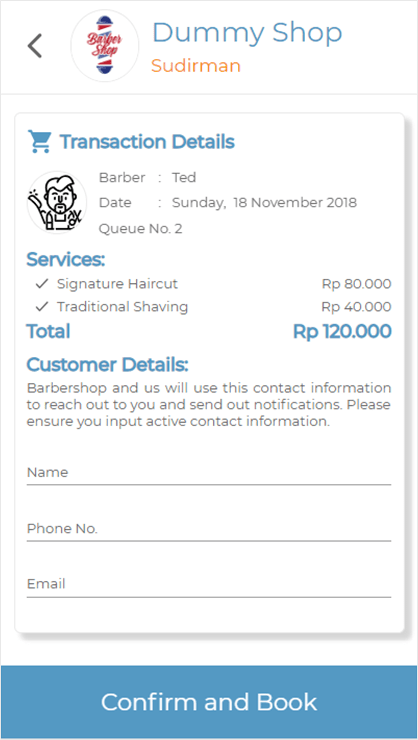 Barber
Shop
Dummy Shop
Sudirman
Transaction Details
Barber : Ted
Date : Sunday, 18 November 2018
Queue No. 2
Services:
Signature Haircut Rp 80.000
Traditional Shaving Rp 40.000
Total Rp 120.000
Customer Details:
Barbershop and us will use this contact information
to reach out to you and send out notifications. Please
ensure you input active contact information.
Name
Phone No.
Email
Confirm and Book